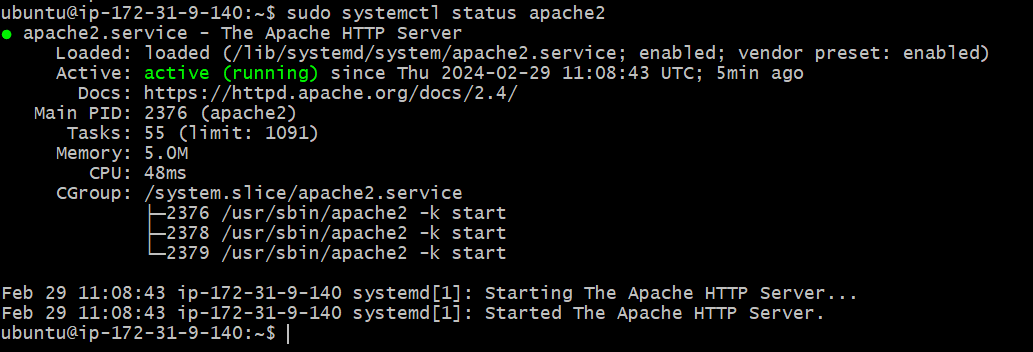 ubuntu@ip-172-31-9-140:~$ sudo systemctl status apache2
● apache2.service - The Apache HTTP Server
     Loaded: loaded (/lib/systemd/system/apache2.service; enabled; vendor preset: enabled)
     Active: active (running) since Thu 2024-02-29 11:08:43 UTC; 5min ago
       Docs: https://httpd.apache.org/docs/2.4/
   Main PID: 2376 (apache2)
      Tasks: 55 (limit: 1091)
     Memory: 5.0M
        CPU: 48ms
     CGroup: /system.slice/apache2.service
             ├─2376 /usr/sbin/apache2 -k start
             ├─2378 /usr/sbin/apache2 -k start
             └─2379 /usr/sbin/apache2 -k start

Feb 29 11:08:43 ip-172-31-9-140 systemd[1]: Starting The Apache HTTP Server...
Feb 29 11:08:43 ip-172-31-9-140 systemd[1]: Started The Apache HTTP Server.
ubuntu@ip-172-31-9-140:~$